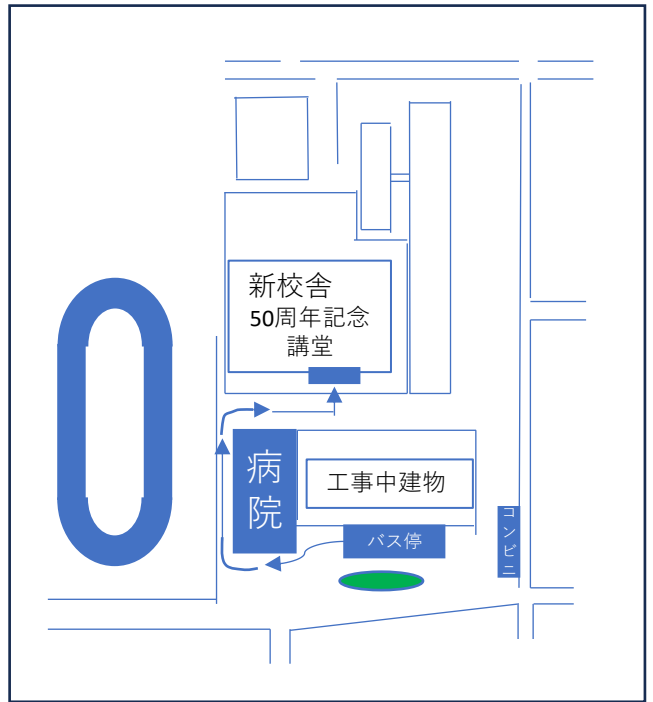 新校舎
50周年記念
講堂
病院
工事中建物
バス停
コンビニ